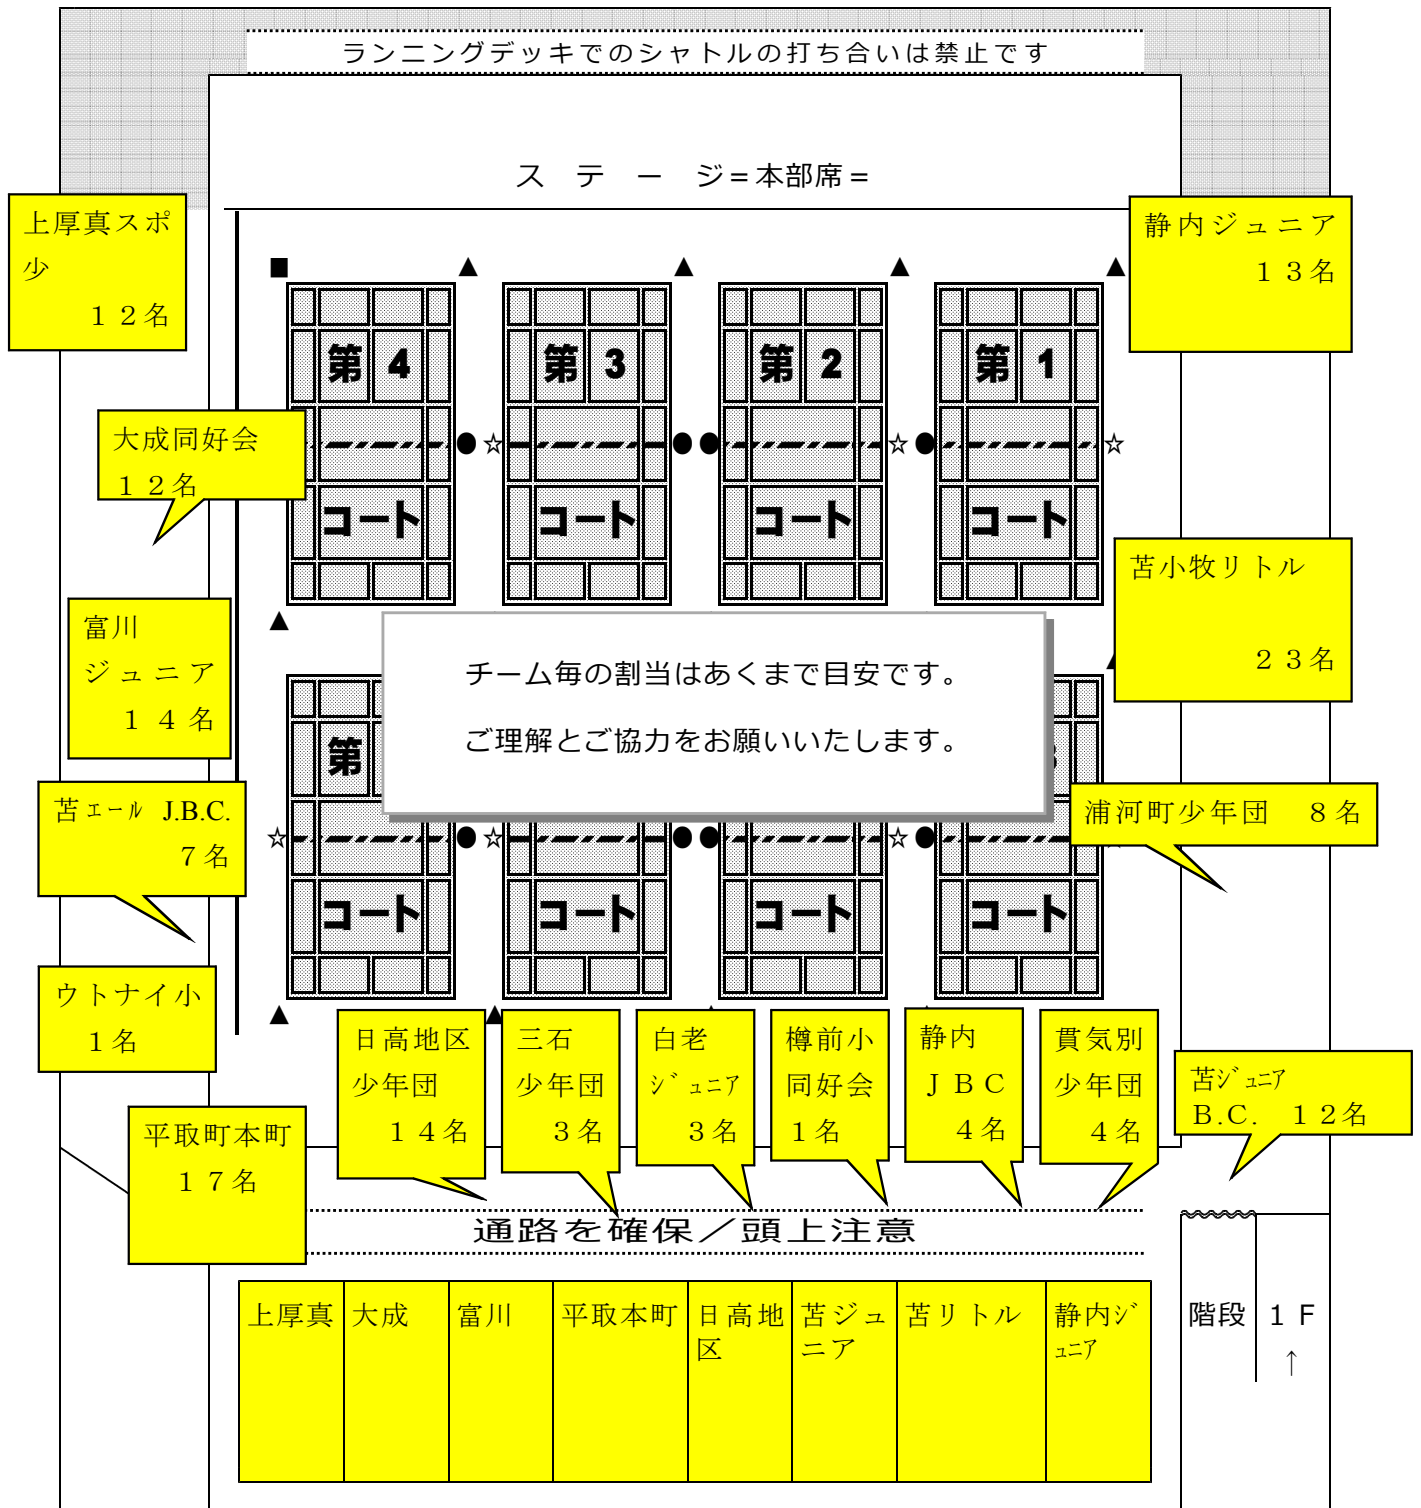 ランニングデッキでのシャトルの打ち合いは禁止です
ステージ=本部席=
上厚真スポ
少
１２名
静内ジュニア
１３名
■ ▲ ▲ ▲ ▲
第 4
コート
第 3
コート
第 2
コート
第 1
コート
● ☆ ● ● ☆ ● ☆
大成同好会
１２名
苫小牧リトル
２３名
富川
ジュニア
１４名
▲
チーム毎の割当はあくまで目安です。
ご理解とご協力をお願いいたします。
第
苫エール J.B.C.
７名
浦河町少年団　８名
☆ ● ☆ ● ● ☆ ●
コート
コート
コート
コート
ウトナイ小
１名
▲ ▲
日高地区
少年団
１４名
三石
少年団
３名
白老
ジュニア
３名
樽前小
同好会
１名
静内
ＪＢＣ
４名
貫気別
少年団
４名
苫ジュニア
B.C.　１２名
平取町本町
１７名
通路を確保／頭上注意
上厚真
大成
富川
平取本町
日高地
区
苫ジュ
ニア
苫リトル
静内ジ
ュニア
階段
１Ｆ
↑